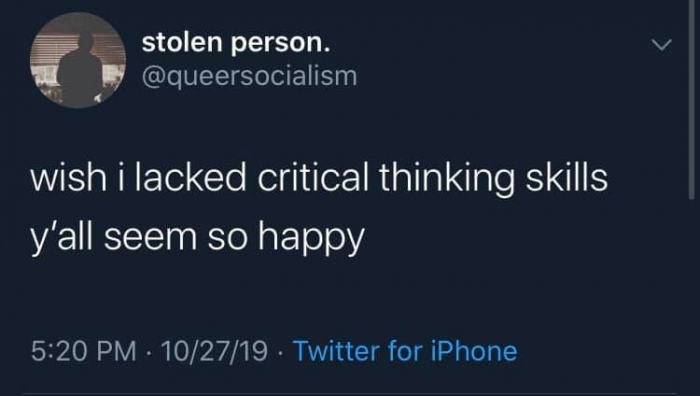 stolen person.
@queersocialism
wish i lacked critical thinking skills
y'all seem so happy
5:20 PM · 10/27/19 · Twitter for iPhone